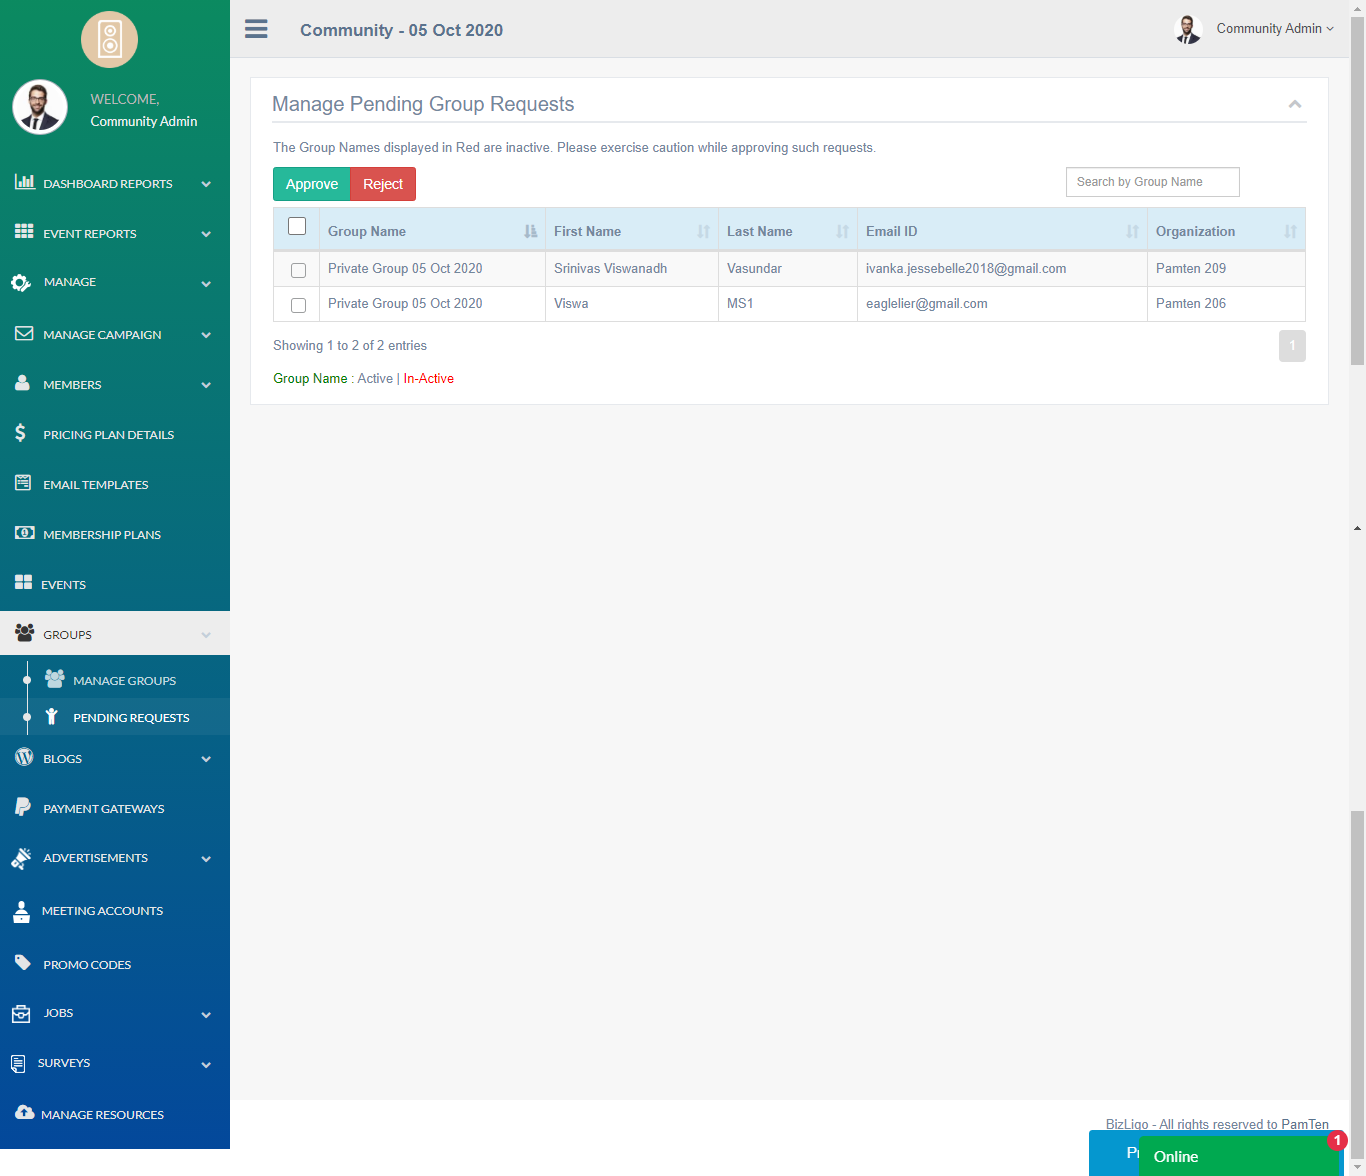 Community - 05 Oct 2020
Community Admin
WELCOME,
Community Admin
DASHBOARD REPORTS
EVENT REPORTS
MANAGE
MANAGE CAMPAIGN
MEMBERS
PRICING PLAN DETAILS
EMAIL TEMPLATES
MEMBERSHIP PLANS
EVENTS
GROUPS
MANAGE GROUPS
PENDING REQUESTS
BLOGS
PAYMENT GATEWAYS
ADVERTISEMENTS
MEETING ACCOUNTS
PROMO CODES
JOBS
SURVEYS
MANAGE RESOURCES
Manage Pending Group Requests
The Group Names displayed in Red are inactive. Please exercise caution while approving such requests.
Approve Reject Search by Group Name
Group Name First Name Last Name Email ID Organization
Private Group 05 Oct 2020 Srinivas Viswanadh Vasundar ivanka.jessebelle2018@gmail.com Pamten 209
Private Group 05 Oct 2020 Viswa MS1 eaglelier@gmail.com Pamten 206
Showing 1 to 2 of 2 entries 1
Group Name : Active | In-Active
BizLigo - All rights reserved to PamTen
Online 1